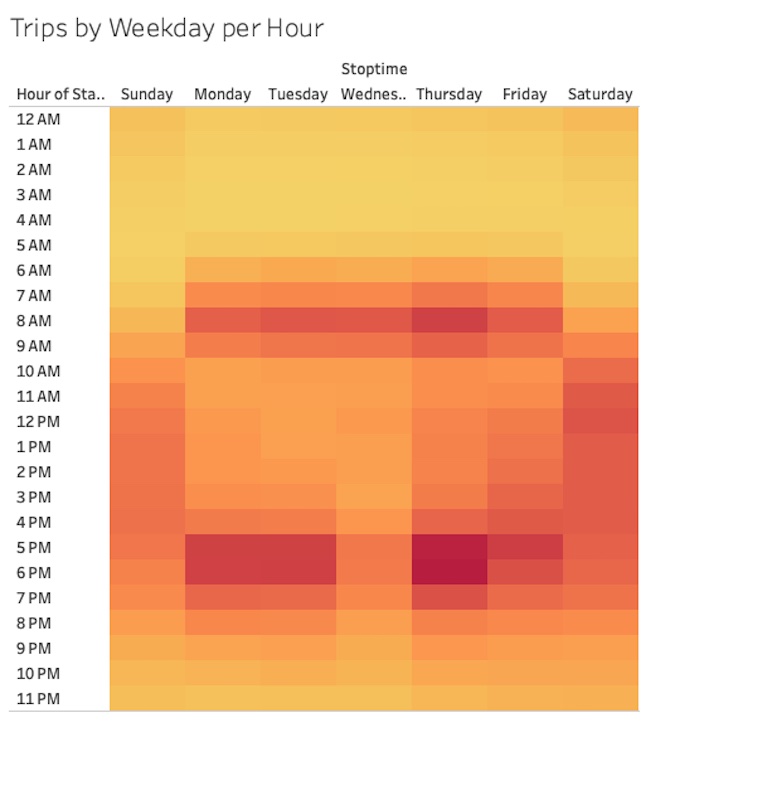 Trips by Weekday per Hour
Stoptime
Hour of Sta.. Sunday Monday Tuesday Wednes.. Thursday Friday Saturday
12 AM
1 AM
2 AM
3 AM
4 AM
5 AM
6 AM
7 AM
8 AM
9 AM
10 AM
11 AM
12 PM
1 PM
2 PM
3 PM
4 PM
5 PM
6 PM
7 PM
8 PM
9 PM
10 PM
11 PM